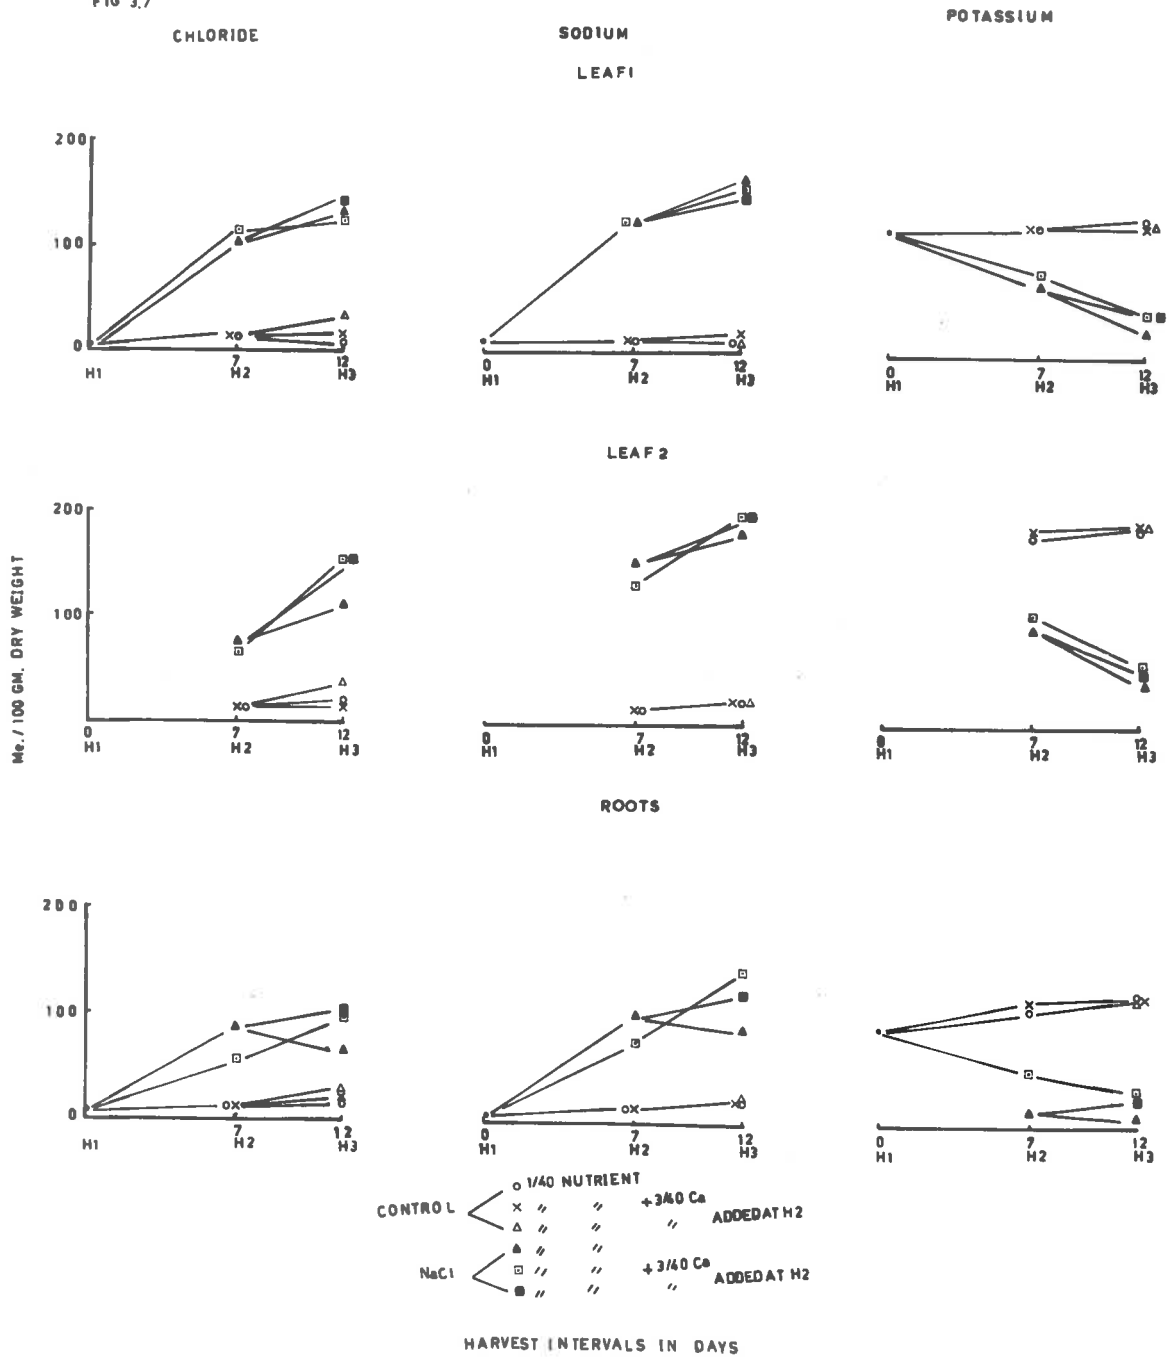 FIG 3.7
CHLORIDE SODIUM POTASSIUM
LEAF1
200
100
0
H1 7 H2 12 H3
0 H1 7 H2 12 H3
0 H1 7 H2 12 H3
LEAF 2
Me./100 GM. DRY WEIGHT
200
100
0 H1 7 H2 12 H3
0 H1 7 H2 12 H3
0 H1 7 H2 12 H3
ROOTS
200
100
0
H1 7 H2 12 H3
0 H1 7 H2 12 H3
0 H1 7 H2 12 H3
CONTROL
o 1/40 NUTRIENT
× " " +3/40 Ca
△ " " " ADDED AT H2
NaCl
▲ " "
⊡ " " +3/40 Ca
■ " " " ADDED AT H2
HARVEST INTERVALS IN DAYS